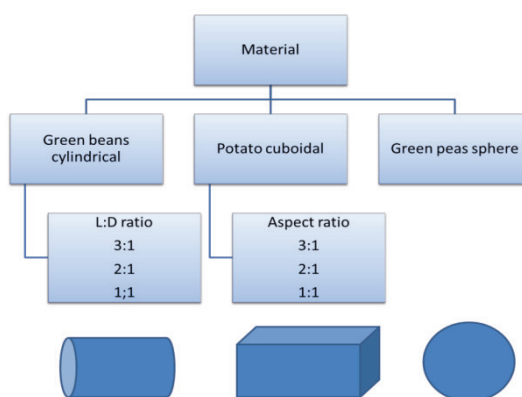 Material
Green beans
cylindrical
Potato cuboidal
Green peas sphere
L:D ratio
3:1
2:1
1;1
Aspect ratio
3:1
2:1
1:1